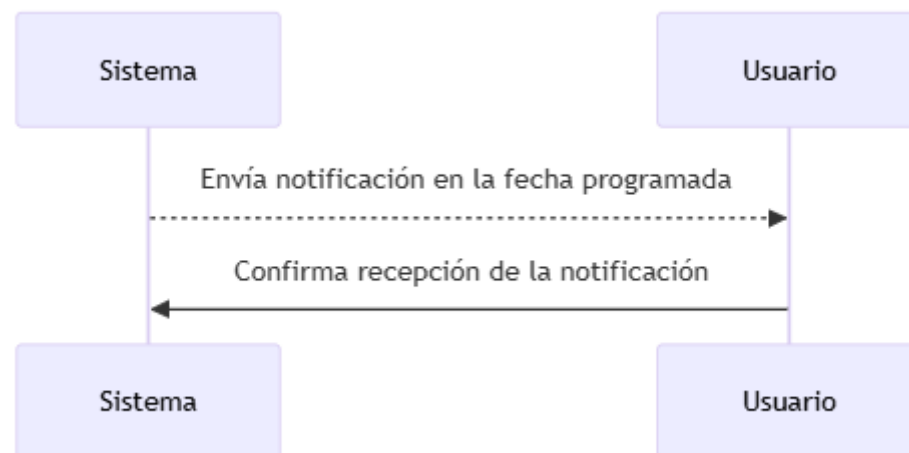 Sistema
Usuario
Envía notificación en la fecha programada
Confirma recepción de la notificación
Sistema
Usuario